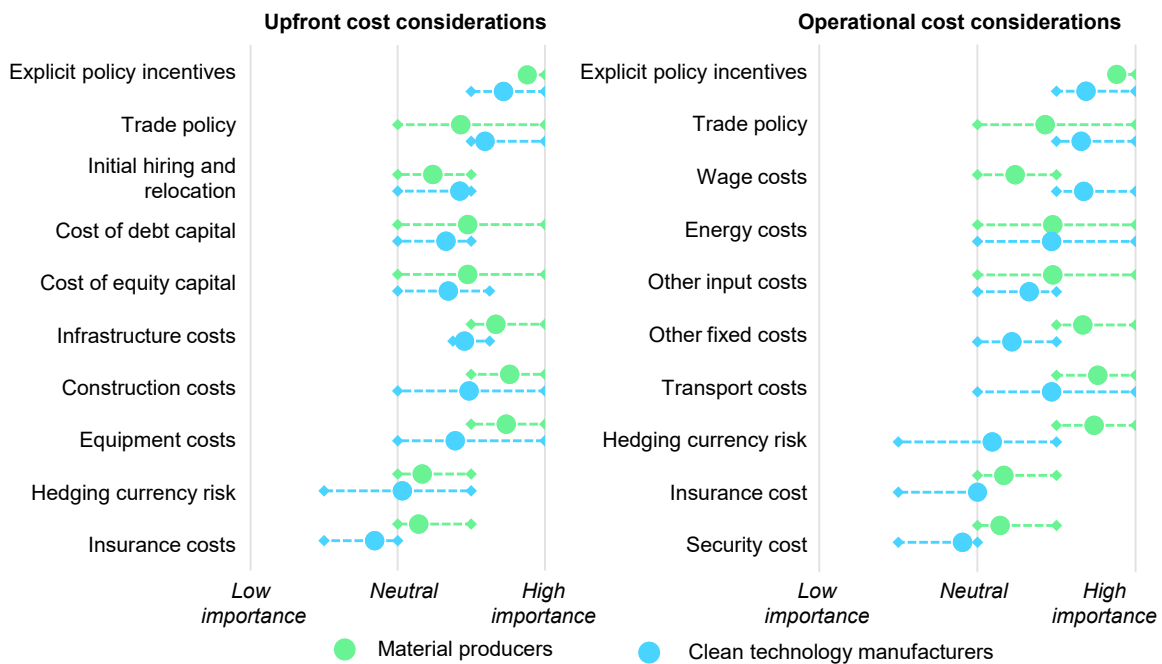 Upfront cost considerations
Explicit policy incentives
Trade policy
Initial hiring and
relocation
Cost of debt capital
Cost of equity capital
Infrastructure costs
Construction costs
Equipment costs
Hedging currency risk
Insurance costs
Low
importance
Neutral
High
importance
Operational cost considerations
Explicit policy incentives
Trade policy
Wage costs
Energy costs
Other input costs
Other fixed costs
Transport costs
Hedging currency risk
Insurance cost
Security cost
Low
importance
Neutral
High
importance
Material producers
Clean technology manufacturers